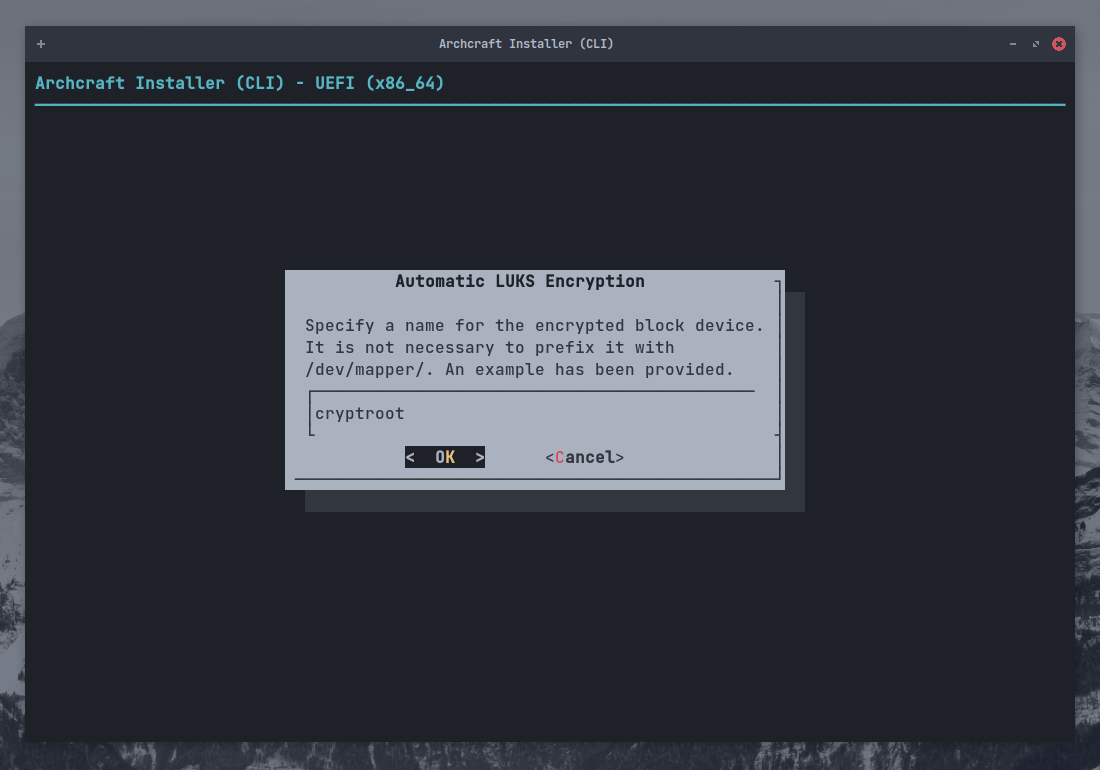 Archcraft Installer (CLI)
Archcraft Installer (CLI) - UEFI (x86_64)
Automatic LUKS Encryption
Specify a name for the encrypted block device.
It is not necessary to prefix it with
/dev/mapper/. An example has been provided.
cryptroot
<  OK  > <Cancel>